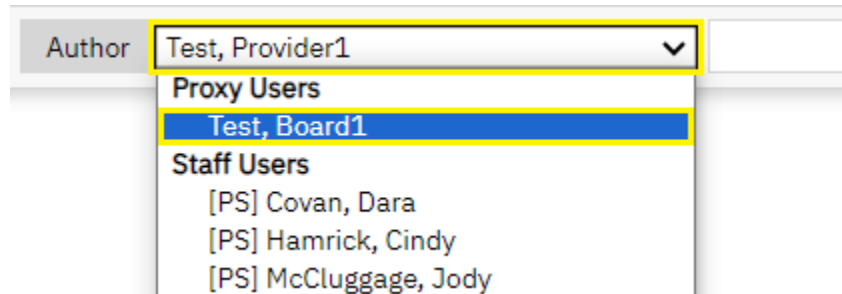 Author Test, Provider1
Proxy Users
Test, Board1
Staff Users
[PS] Covan, Dara
[PS] Hamrick, Cindy
[PS] McCluggage, Jody